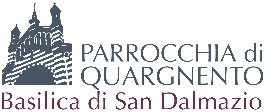 PARROCCHIA di
QUARGNENTO
Basilica di San Dalmazio